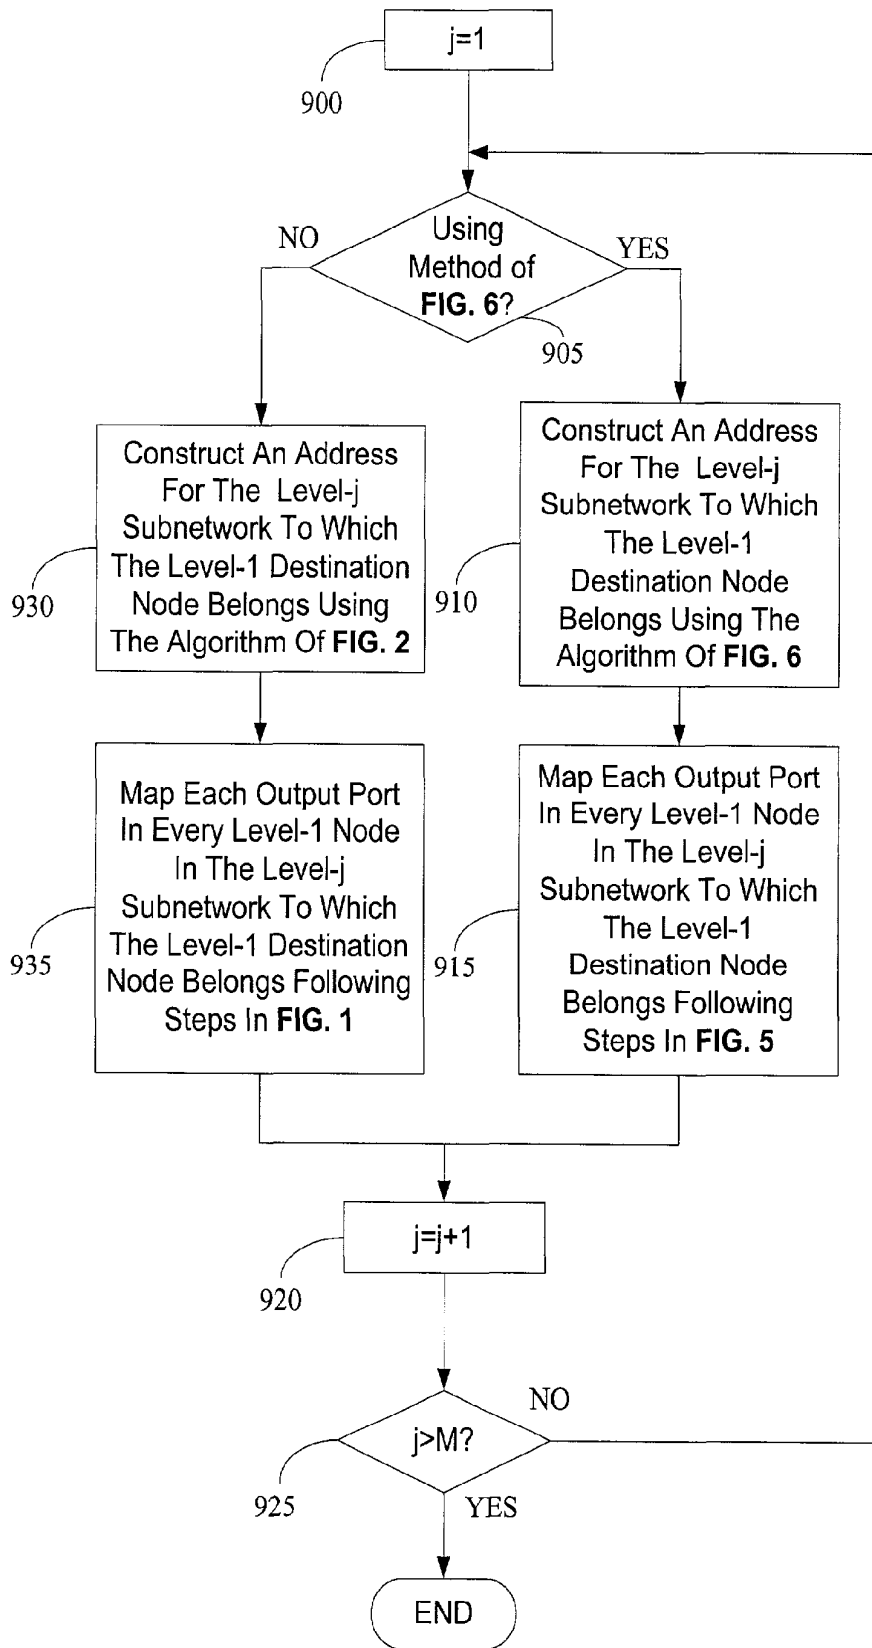 j=1
900
NO
YES
Using
Method of
FIG. 6?
905
Construct An Address
For The Level-j
Subnetwork To Which
The Level-1 Destination
Node Belongs Using
The Algorithm Of FIG. 2
930
Construct An Address
For The Level-j
Subnetwork To Which
The Level-1
Destination Node
Belongs Using The
Algorithm Of FIG. 6
910
Map Each Output Port
In Every Level-1 Node
In The Level-j
Subnetwork To Which
The Level-1 Destination
Node Belongs Following
Steps In FIG. 1
935
Map Each Output Port
In Every Level-1 Node
In The Level-j
Subnetwork To Which
The Level-1
Destination Node
Belongs Following
Steps In FIG. 5
915
j=j+1
920
j>M?
NO
925
YES
END